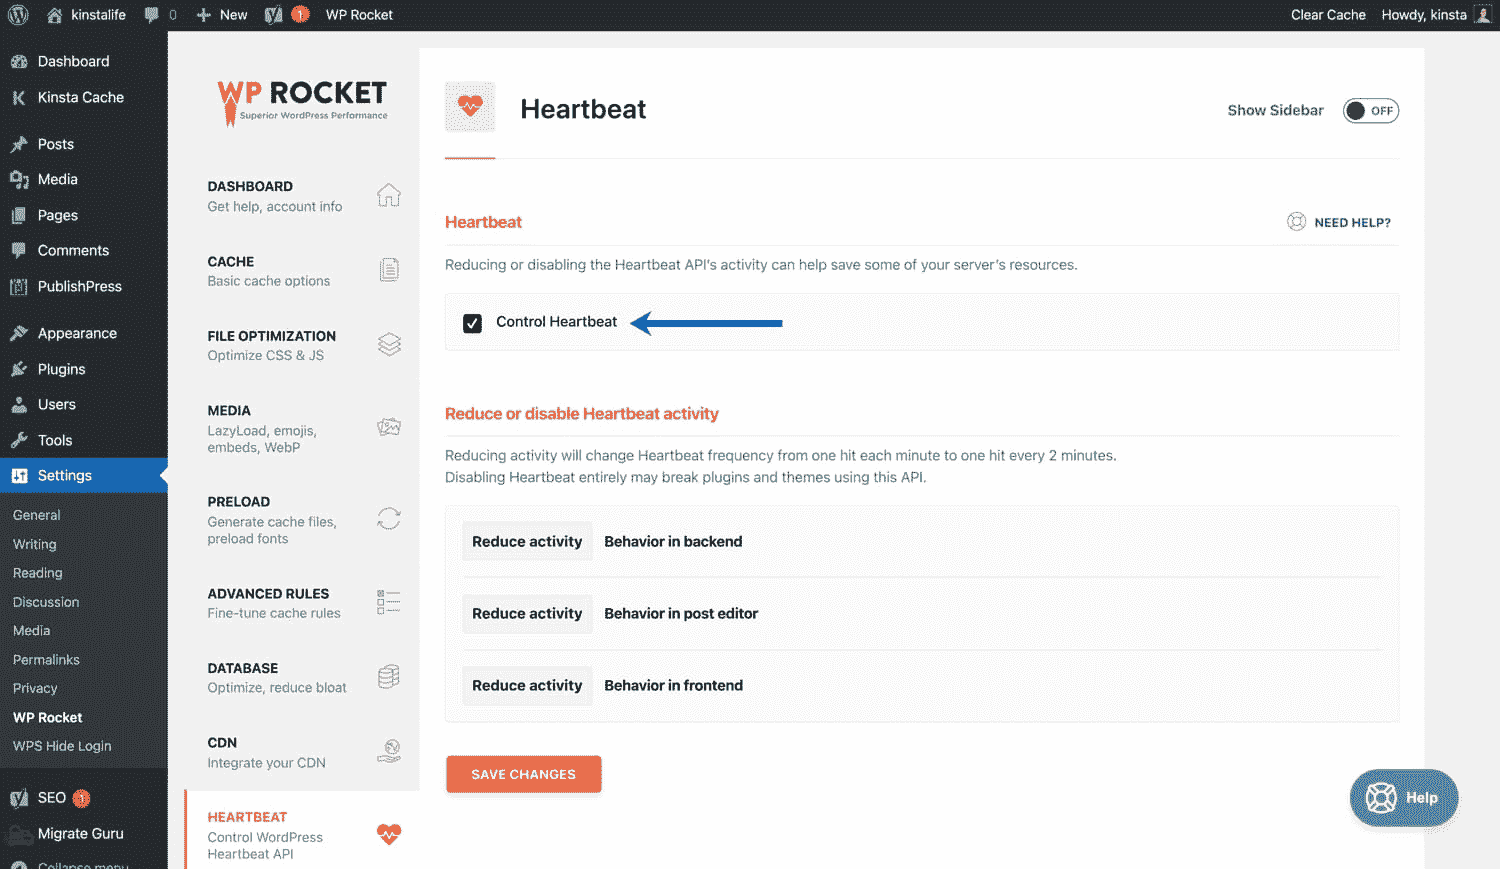 kinstalife 0 New 1 WP Rocket Clear Cache Howdy, kinsta
Dashboard
Kinsta Cache
Posts
Media
Pages
Comments
PublishPress
Appearance
Plugins
Users
Tools
Settings
General
Writing
Reading
Discussion
Media
Permalinks
Privacy
WP Rocket
WPS Hide Login
SEO 1
Migrate Guru
Collapse menu
WP ROCKET
Superior WordPress Performance
DASHBOARD
Get help, account info
CACHE
Basic cache options
FILE OPTIMIZATION
Optimize CSS & JS
MEDIA
LazyLoad, emojis,
embeds, WebP
PRELOAD
Generate cache files,
preload fonts
ADVANCED RULES
Fine-tune cache rules
DATABASE
Optimize, reduce bloat
CDN
Integrate your CDN
HEARTBEAT
Control WordPress
Heartbeat API
Heartbeat
Show Sidebar OFF
Heartbeat
NEED HELP?
Reducing or disabling the Heartbeat API's activity can help save some of your server's resources.
Control Heartbeat
Reduce or disable Heartbeat activity
Reducing activity will change Heartbeat frequency from one hit each minute to one hit every 2 minutes.
Disabling Heartbeat entirely may break plugins and themes using this API.
Reduce activity Behavior in backend
Reduce activity Behavior in post editor
Reduce activity Behavior in frontend
SAVE CHANGES
Help